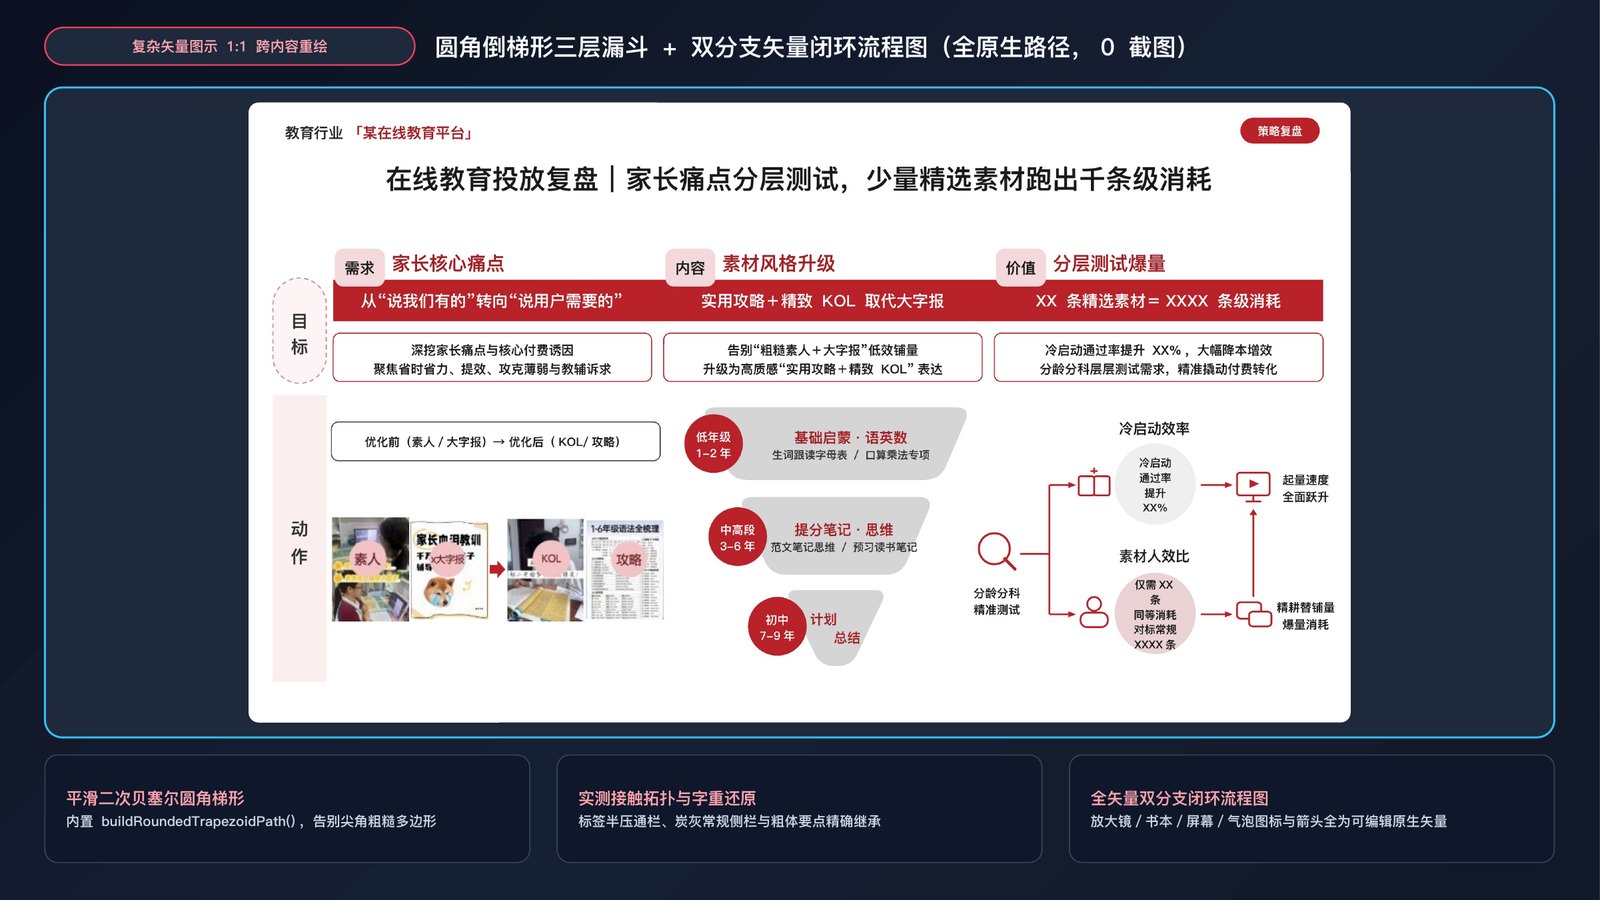 复杂矢量图示 1:1 跨内容重绘
圆角倒梯形三层漏斗 + 双分支矢量闭环流程图（全原生路径， 0 截图）
教育行业 「某在线教育平台」
策略复盘
在线教育投放复盘｜家长痛点分层测试，少量精选素材跑出千条级消耗
需求 家长核心痛点
内容 素材风格升级
价值 分层测试爆量
从“说我们有的”转向“说用户需要的”
实用攻略＋精致 KOL 取代大字报
XX 条精选素材＝ XXXX 条级消耗
目
标
深挖家长痛点与核心付费诱因
聚焦省时省力、提效、攻克薄弱与教辅诉求
告别“粗糙素人＋大字报”低效铺量
升级为高质感“实用攻略＋精致 KOL” 表达
冷启动通过率提升 XX%，大幅降本增效
分龄分科层层测试需求，精准撬动付费转化
动
作
优化前（素人 / 大字报）→ 优化后（ KOL/ 攻略）
素人
家长血泪教训
大字报
KOL
1-6年级语法全梳理
攻略
低年级
1–2 年
基础启蒙 · 语英数
生词跟读字母表 / 口算乘法专项
中高段
3–6 年
提分笔记 · 思维
范文笔记思维 / 预习读书笔记
初中
7–9 年
计划
总结
分龄分科
精准测试
冷启动效率
冷启动
通过率
提升
XX%
起量速度
全面跃升
素材人效比
仅需 XX
条
同等消耗
对标常规
XXXX 条
精耕替铺量
爆量消耗
平滑二次贝塞尔圆角梯形
内置 buildRoundedTrapezoidPath()，告别尖角粗糙多边形
实测接触拓扑与字重还原
标签半压通栏、炭灰常规侧栏与粗体要点精确继承
全矢量双分支闭环流程图
放大镜 / 书本 / 屏幕 / 气泡图标与箭头全为可编辑原生矢量